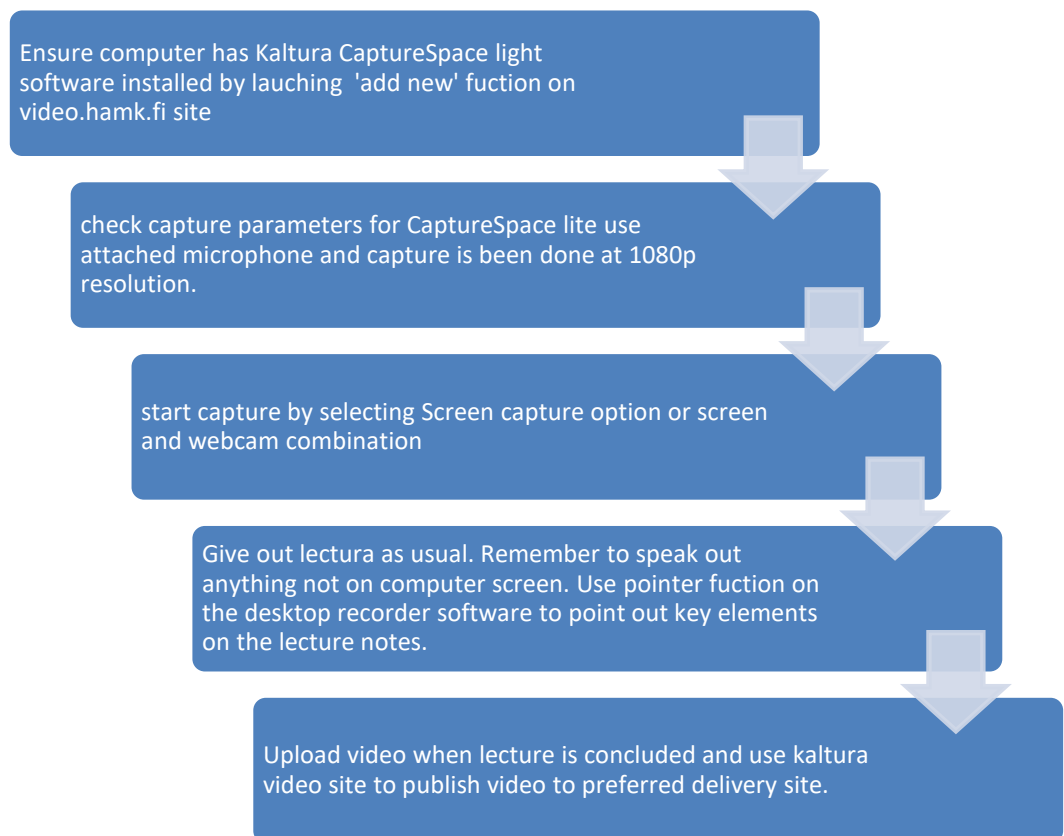 Ensure computer has Kaltura CaptureSpace light
software installed by lauching 'add new' fuction on
video.hamk.fi site
check capture parameters for CaptureSpace lite use
attached microphone and capture is been done at 1080p
resolution.
start capture by selecting Screen capture option or screen
and webcam combination
Give out lectura as usual. Remember to speak out
anything not on computer screen. Use pointer fuction on
the desktop recorder software to point out key elements
on the lecture notes.
Upload video when lecture is concluded and use kaltura
video site to publish video to preferred delivery site.